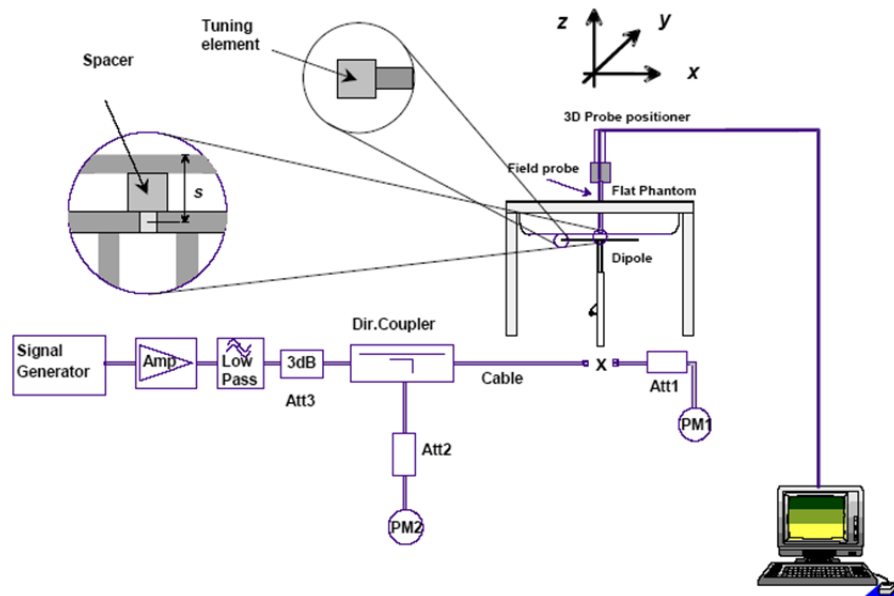 Tuning
element
Spacer
s
z
y
x
3D Probe positioner
Field probe
Flat Phantom
Dipole
Dir.Coupler
Signal
Generator
Amp
Low
Pass
3dB
Att3
Cable
X
Att1
PM1
Att2
PM2